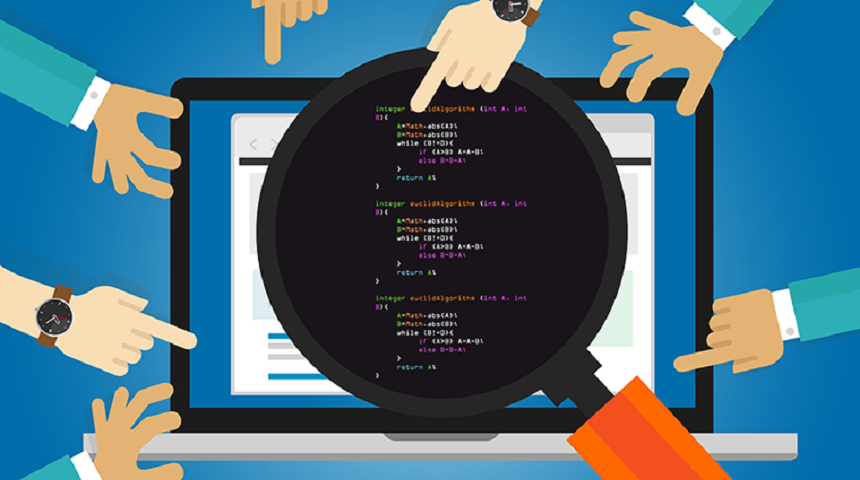 integer euclidAlgorithm (int A, int
B){
A=Math.abs(A);
B=Math.abs(B);
while (B!=0){
if (A>B) A=A-B;
else B=B-A;
}
return A;
}
integer euclidAlgorithm (int A, int
B){
A=Math.abs(A);
B=Math.abs(B);
while (B!=0){
if (A>B) A=A-B;
else B=B-A;
}
return A;
}
integer euclidAlgorithm (int A, int
B){
A=Math.abs(A);
B=Math.abs(B);
while (B!=0){
if (A>B) A=A-B;
else B=B-A;
}
return A;
}